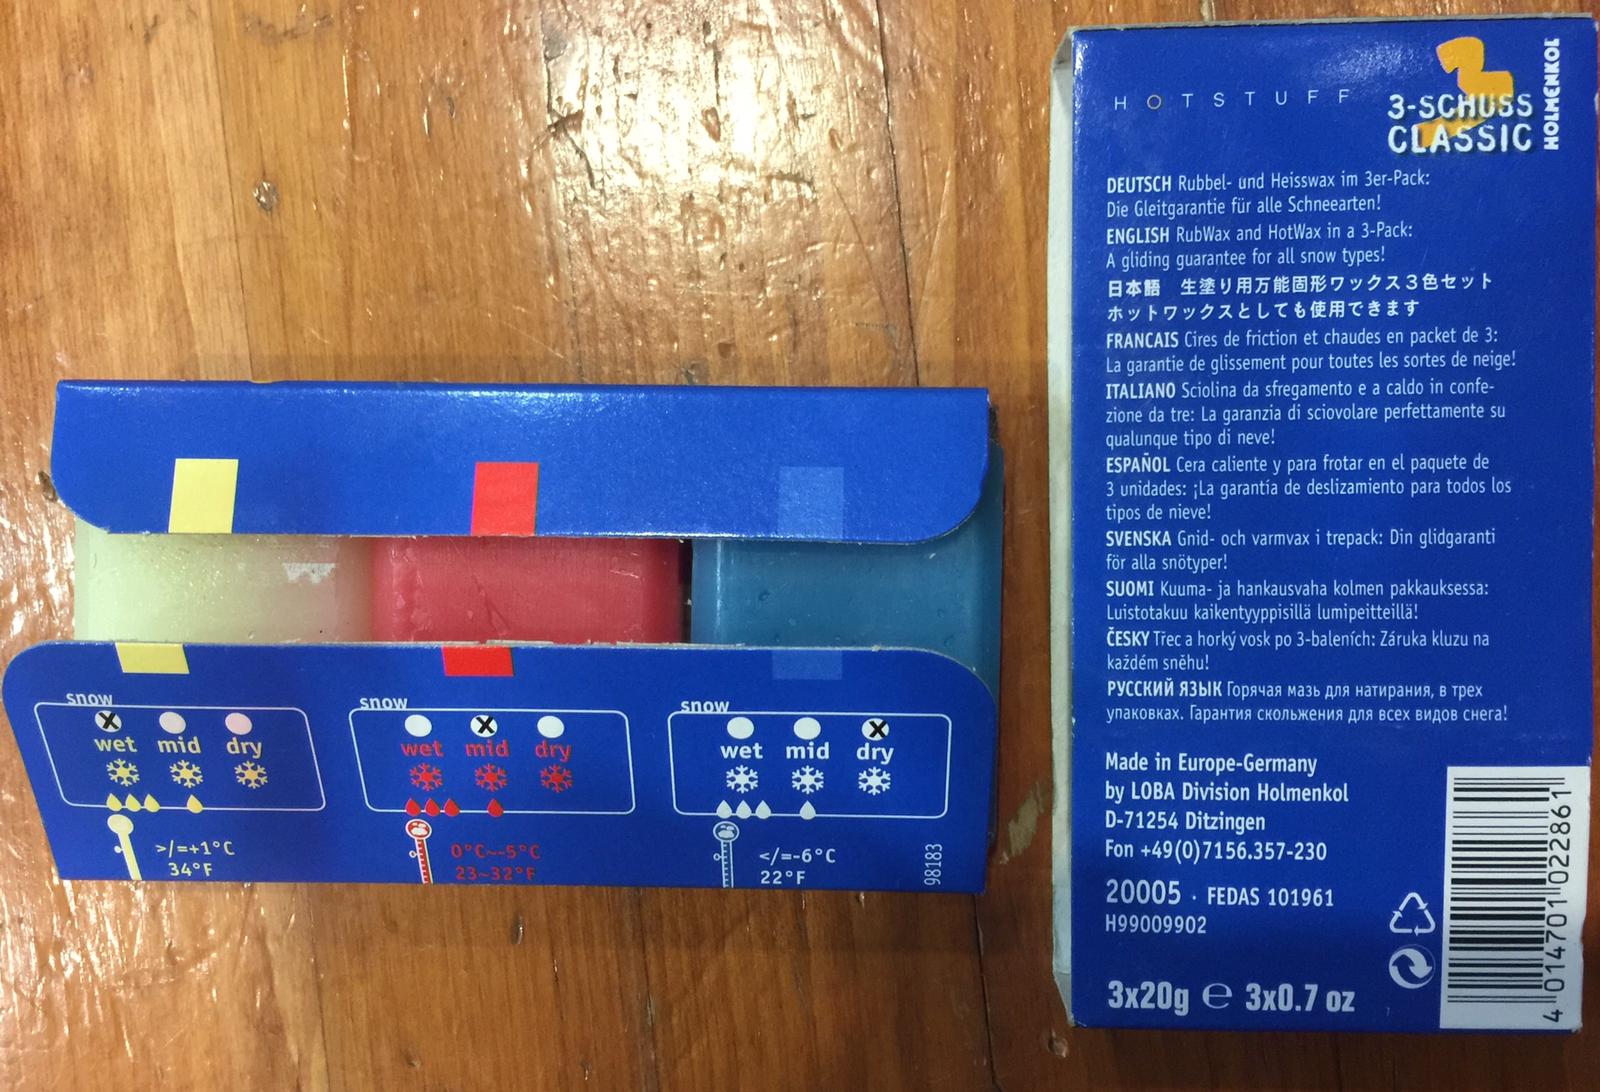 snow
wet mid dry
>/=+1°C
34°F
snow
wet mid dry
0°C~-5°C
23~32°F
snow
wet mid dry
</=-6°C
22°F
98183
HOTSTUFF
3-SCHUSS
CLASSIC
HOLMENKOL
DEUTSCH Rubbel- und Heisswax im 3er-Pack:
Die Gleitgarantie für alle Schneearten!
ENGLISH RubWax and HotWax in a 3-Pack:
A gliding guarantee for all snow types!
日本語 生塗り用万能固形ワックス３色セット
ホットワックスとしても使用できます
FRANCAIS Cires de friction et chaudes en packet de 3:
La garantie de glissement pour toutes les sortes de neige!
ITALIANO Sciolina da sfregamento e a caldo in confe-
zione da tre: La garanzia di sciovolare perfettamente su
qualunque tipo di neve!
ESPAÑOL Cera caliente y para frotar en el paquete de
3 unidades: ¡La garantia de deslizamiento para todos los
tipos de nieve!
SVENSKA Gnid- och varmvax i trepack: Din glidgaranti
för alla snötyper!
SUOMI Kuuma- ja hankausvaha kolmen pakkauksessa:
Luistotakuu kaikentyyppisillä lumipeitteillä!
ČESKY Třec a horký vosk po 3-baleních: Záruka kluzu na
každém sněhu!
РУССКИЙ ЯЗЫК Горячая мазь для натирания, в трех
упаковках. Гарантия скольжения для всех видов снега!
Made in Europe-Germany
by LOBA Division Holmenkol
D-71254 Ditzingen
Fon +49(0)7156.357-230
20005 · FEDAS 101961
H99009902
3x20g ℮ 3x0.7 oz
4 014701 022861